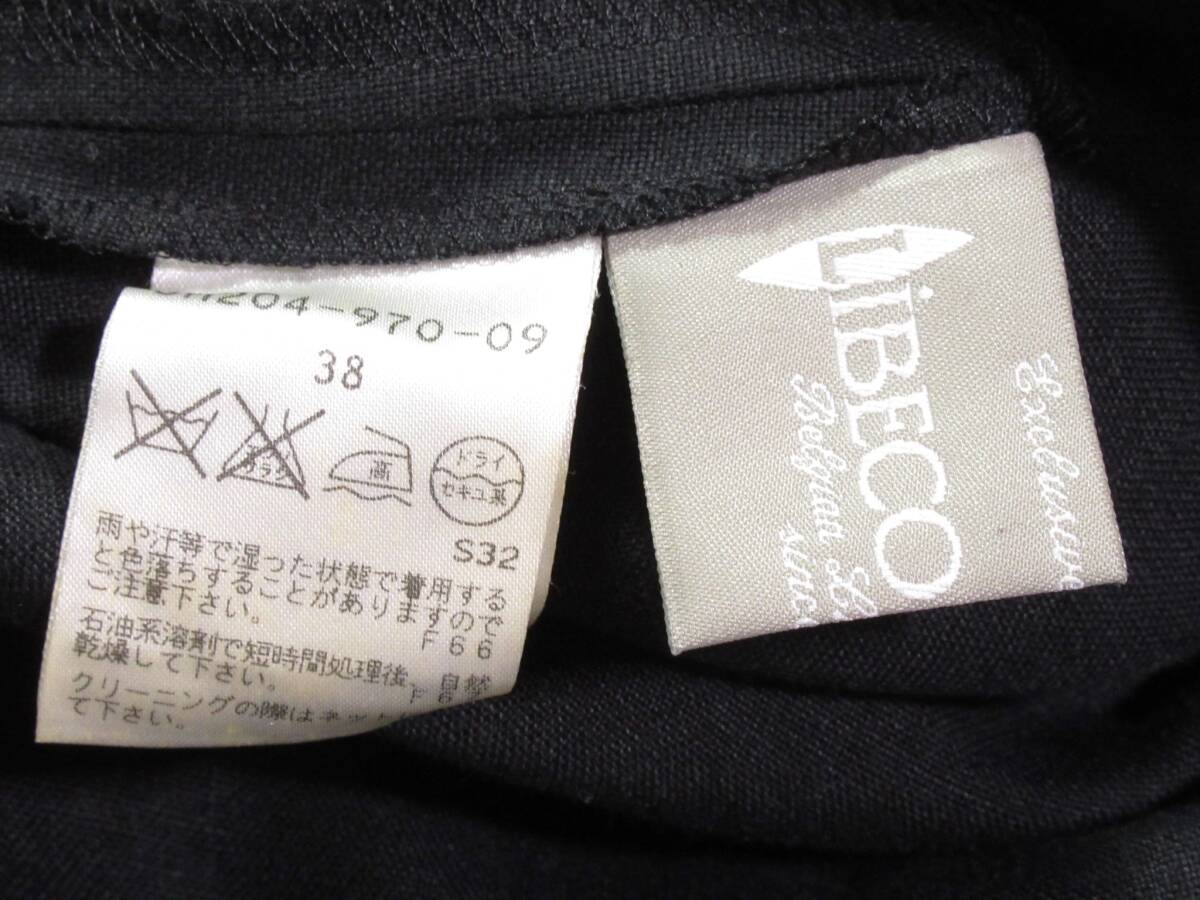 204-970-09
38
高
ドライ
セキユ系
S32
雨や汗等で湿った状態で着用する
と色落ちすることがありますので
ご注意下さい。
F66
石油系溶剤で短時間処理後、自然
乾燥して下さい。
クリーニングの際はネット
て下さい。
LiBECO
Belgian
Exclusive